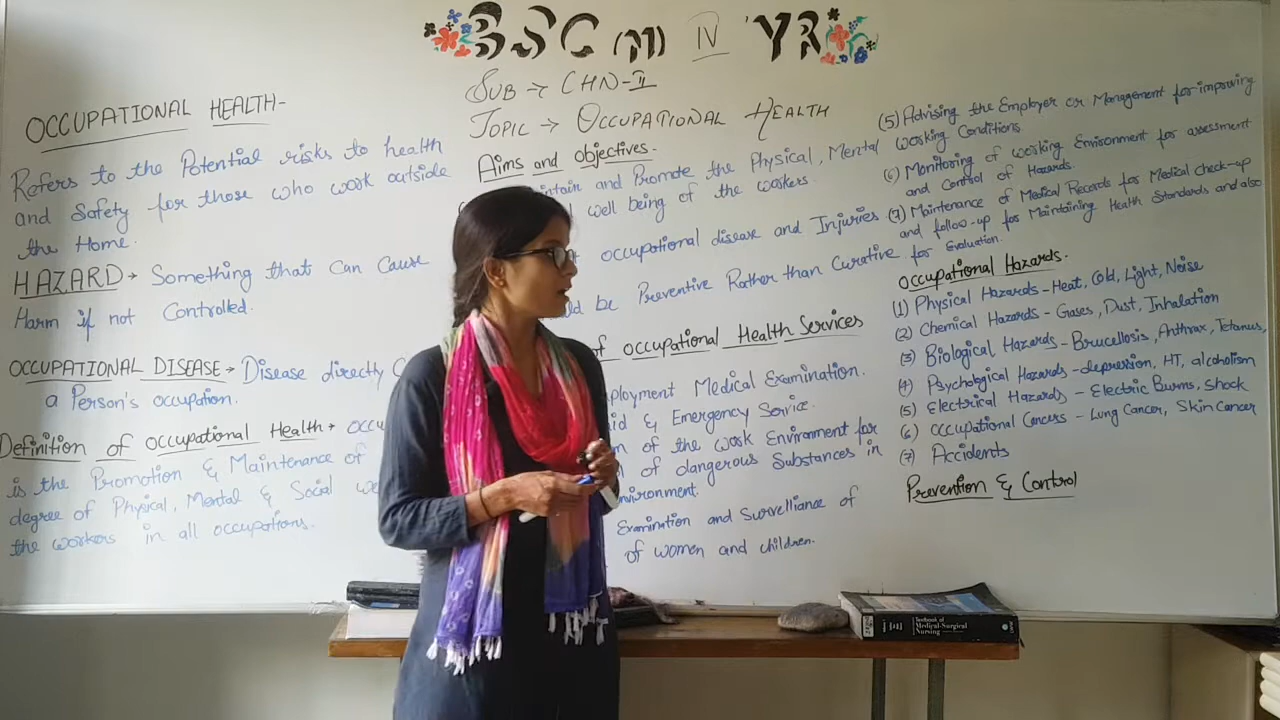 BSC (N) IV YR
SUB → CHN-II
TOPIC → OCCUPATIONAL HEALTH
OCCUPATIONAL HEALTH-
Refers to the Potential risks to health
and Safety for those who work outside
the Home.
HAZARD → Something that can cause
Harm if not Controlled.
OCCUPATIONAL DISEASE → Disease directly
a Person's occupation.
Definition of occupational Health →
is the Promotion & Maintenance of
degree of Physical, Mental & Social
the workers in all occupations.
Aims and objectives.
and Promote the Physical, Mental
well being of the workers.
occupational disease and Injuries
be Preventive Rather than Curative
of occupational Health Services
Medical Examination.
& Emergency Service.
of the work Environment for
of dangerous Substances in
Examination and Survelliance of
of women and children.
(5) Advising the Employer or Management for improving
working Conditions
(6) Monitoring of working Environment for assessment
and Control of Hazards.
(7) Maintenance of Medical Records for Medical check-up
and follow-up for Maintaining Health Standards and also
for Evaluation.
Occupational Hazards.
(1) Physical Hazards - Heat, Cold, Light, Noise
(2) Chemical Hazards - Gases, Dust, Inhalation
(3) Biological Hazards - Brucellosis, Anthrax, Tetanus,
(4) Psychological Hazards - depression, HT, alcoholism
(5) Electrical Hazards - Electric Burns, Shock
(6) Occupational Cancers - Lung Cancer, Skin Cancer
(7) Accidents
Prevention & Control
Textbook of
Medical-Surgical
Nursing